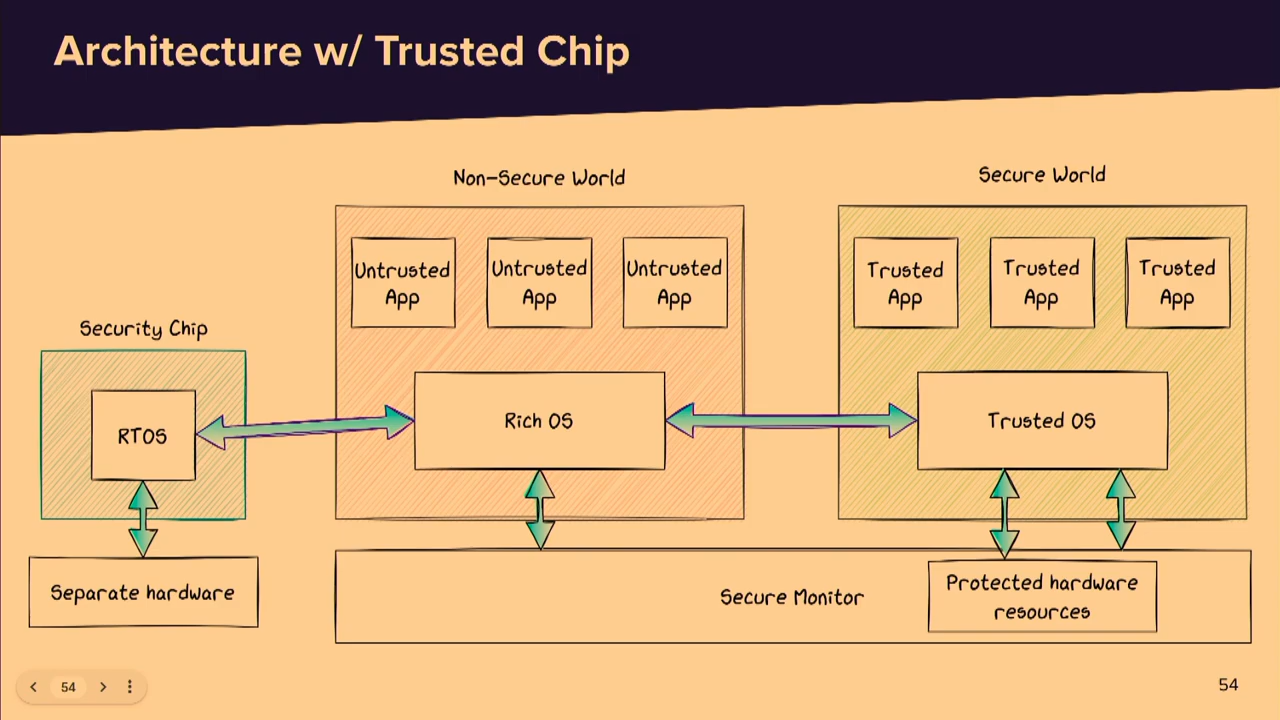 Architecture w/ Trusted Chip
Non-Secure World
Secure World
Untrusted
App
Untrusted
App
Untrusted
App
Trusted
App
Trusted
App
Trusted
App
Security Chip
RTOS
Rich OS
Trusted OS
Separate hardware
Secure Monitor
Protected hardware
resources
54
54